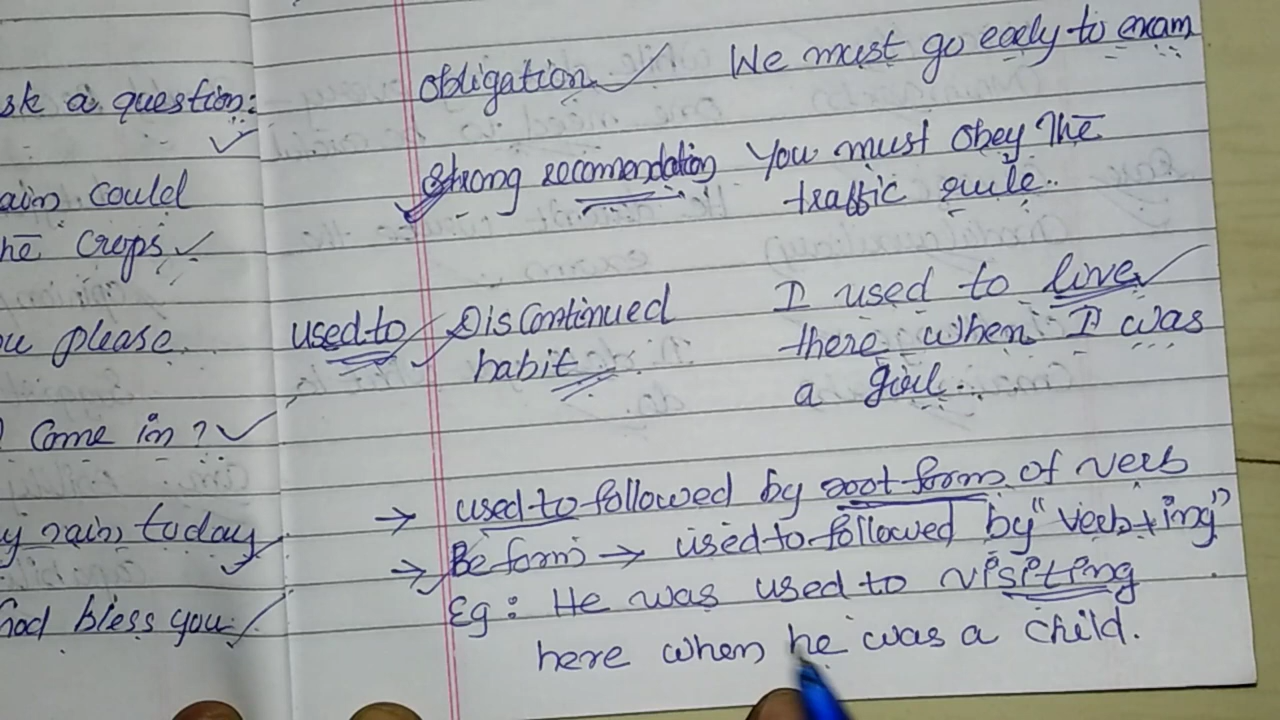 sk a question:
ain could
he crops
u please
Come in?
y rain today
God bless you
obligation We must go early to exam
Strong recomendation You must obey the
traffic rule.
used to Discontinued I used to live
habit there when I was
a girl.
→ used to followed by root form of verb
→ Be form → used to followed by "verb + ing"
Eg: He was used to visiting
here when he was a child.